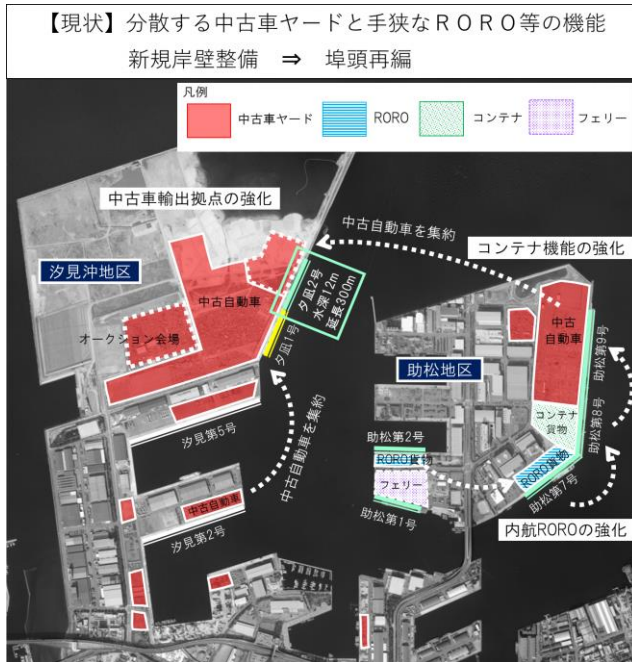 【現状】分散する中古車ヤードと手狭なRORO等の機能
新規岸壁整備 ⇒ 埠頭再編
凡例
中古車ヤード
RORO
コンテナ
フェリー
中古車輸出拠点の強化
中古自動車を集約
コンテナ機能の強化
汐見沖地区
中古自動車
夕凪2号
水深12m
延長300m
オークション会場
夕凪1号
中古
自動車
助松第9号
助松地区
コンテナ
貨物
助松第8号
汐見第5号
中古自動車を集約
助松第2号
RORO貨物
RORO貨物
フェリー
助松第7号
中古自動車
助松第1号
汐見第2号
内航ROROの強化